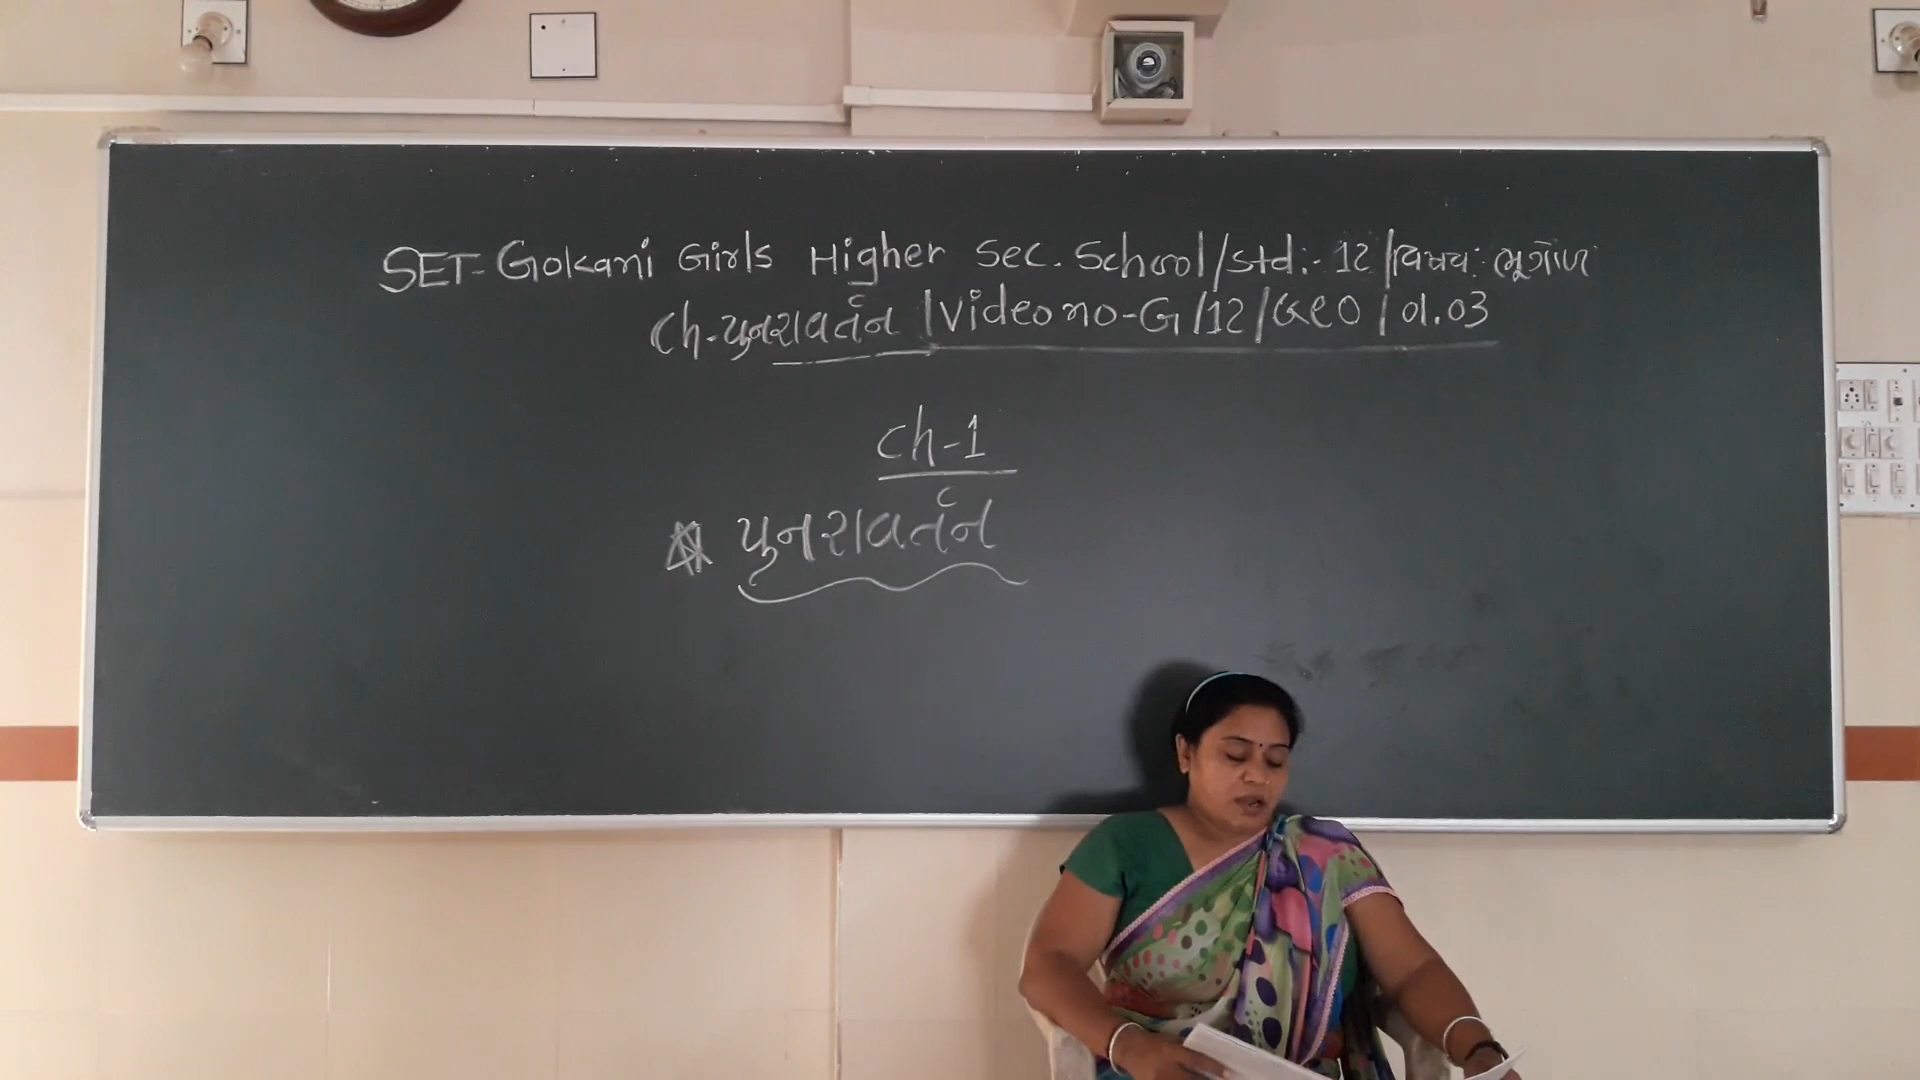 SET-Gokani Girls Higher Sec. School/std:-12/વિષય: ભૂગોળ
Ch-પુનરાવર્તન/Video no-G/12/GEO/01.03
Ch-1
પુનરાવર્તન